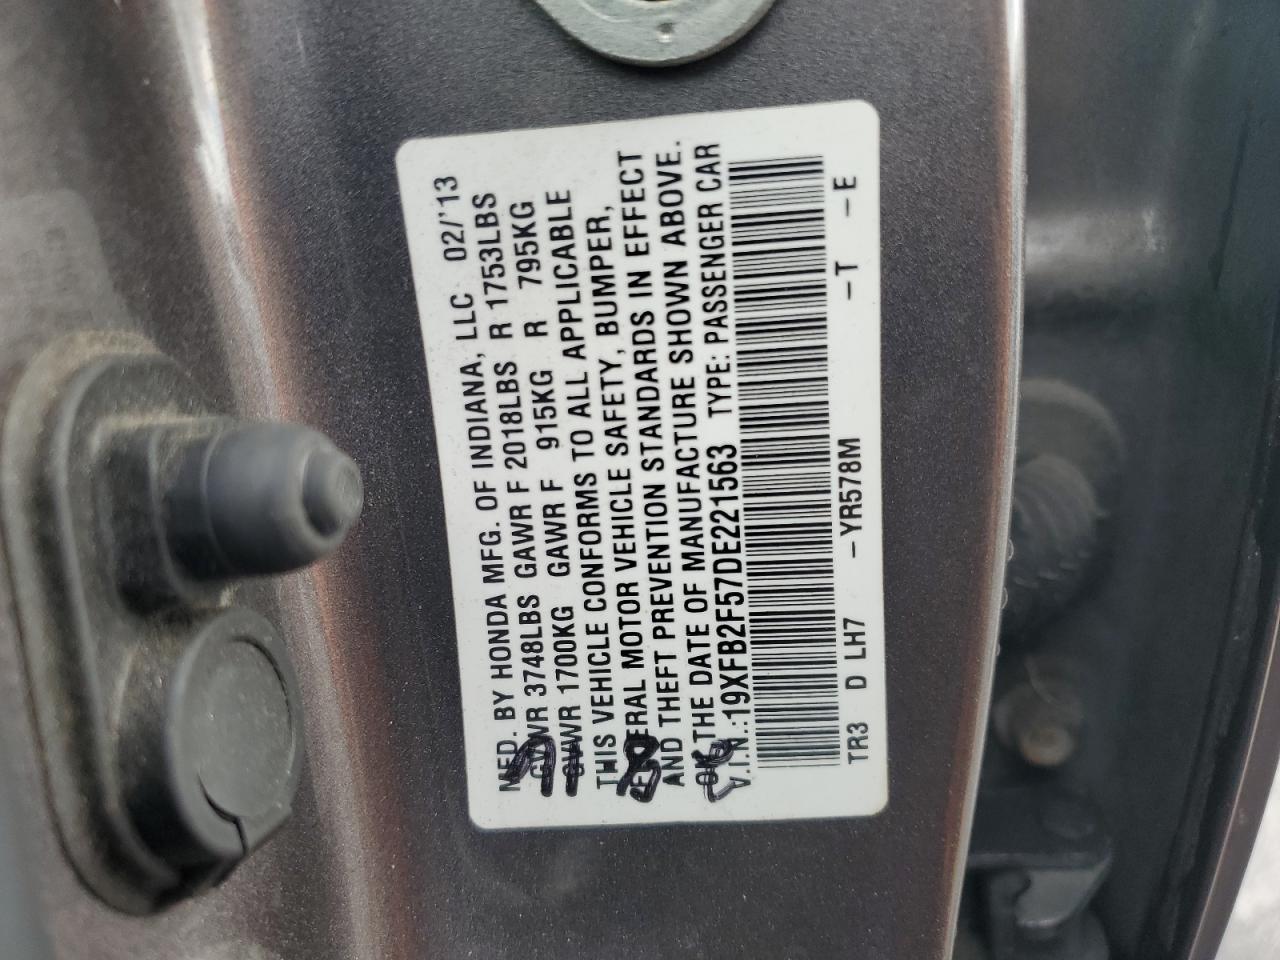 MFD. BY HONDA MFG. OF INDIANA, LLC 02/'13
GVWR 3748LBS GAWR F 2018LBS R 1753LBS
GVWR 1700KG GAWR F 915KG R 795KG
THIS VEHICLE CONFORMS TO ALL APPLICABLE
FEDERAL MOTOR VEHICLE SAFETY, BUMPER,
AND THEFT PREVENTION STANDARDS IN EFFECT
ON THE DATE OF MANUFACTURE SHOWN ABOVE.
V.I.N.:19XFB2F57DE221563 TYPE: PASSENGER CAR
TR3 D LH7 –YR578M –T –E